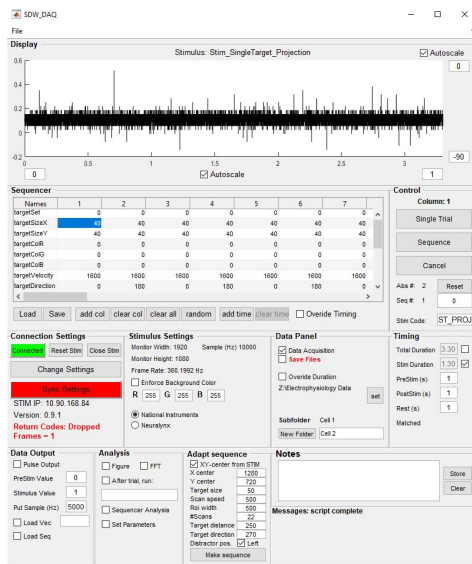 SDW_DAQ
File
Display
Stimulus: Stim_SingleTarget_Projection
Autoscale
0.6
0.4
0.2
0
-0.2
0
-90
0.5 1 1.5 2 2.5 3
0
Autoscale
1
Sequencer
Names 1 2 3 4 5 6 7
targetSet 0 0 0 0 0 0 0
targetSizeX 40 40 40 40 40 40 40
targetSizeY 40 40 40 40 40 40 40
targetColR 0 0 0 0 0 0 0
targetColG 0 0 0 0 0 0 0
targetColB 0 0 0 0 0 0 0
targetVelocity 1600 1600 1600 1600 1600 1600 1600
targetDirection 0 180 0 180 0 180 0
Load Save add col clear col clear all random add time clear time Overide Timing
Control
Column: 1
Single Trial
Sequence
Cancel
Abs #: 2 Reset
Seq #: 1 0
Stim Code: ST_PROJ
Connection Settings
Connected Reset Stim Close Stim
Change Settings
Sync Settings
STIM IP: 10.90.168.84
Version: 0.9.1
Return Codes: Dropped
Frames = 1
Stimulus Settings
Monitor Width: 1920 Sample (Hz) 10000
Monitor Height: 1080
Frame Rate: 360.1992 Hz
Enforce Background Color
R 255 G 255 B 255
National Instruments
Neuralynx
Data Panel
Data Acquisition
Save Files
Overide Duration
Z:\Electrophysiology Data
set
Subfolder Cell 1
New Folder Cell2
Timing
Total Duration 3.30
Stim Duration 1.30
PreStim (s) 1
PostStim (s) 1
Rest (s) 1
Matched
Data Output
Pulse Output
PreStim Value 0
Stimulus Value 1
Put Sample (Hz) 5000
Load Vec
Load Seq
Analysis
Figure FFT
After trial, run:
Sequencer Analysis
Set Parameters
Adapt sequence
XY-center from STIM
X center 1280
Y center 720
Target size 50
Scan speed 500
Roi width 500
#Scans 22
Target distance 250
Target direction 270
Distractor pos. Left
Make sequence
Notes
Store
Clear
Messages: script complete